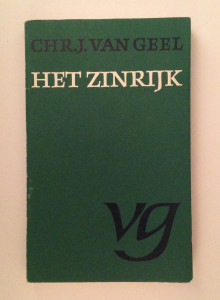 CHR.J. VAN GEEL
HET ZINRIJK
vg